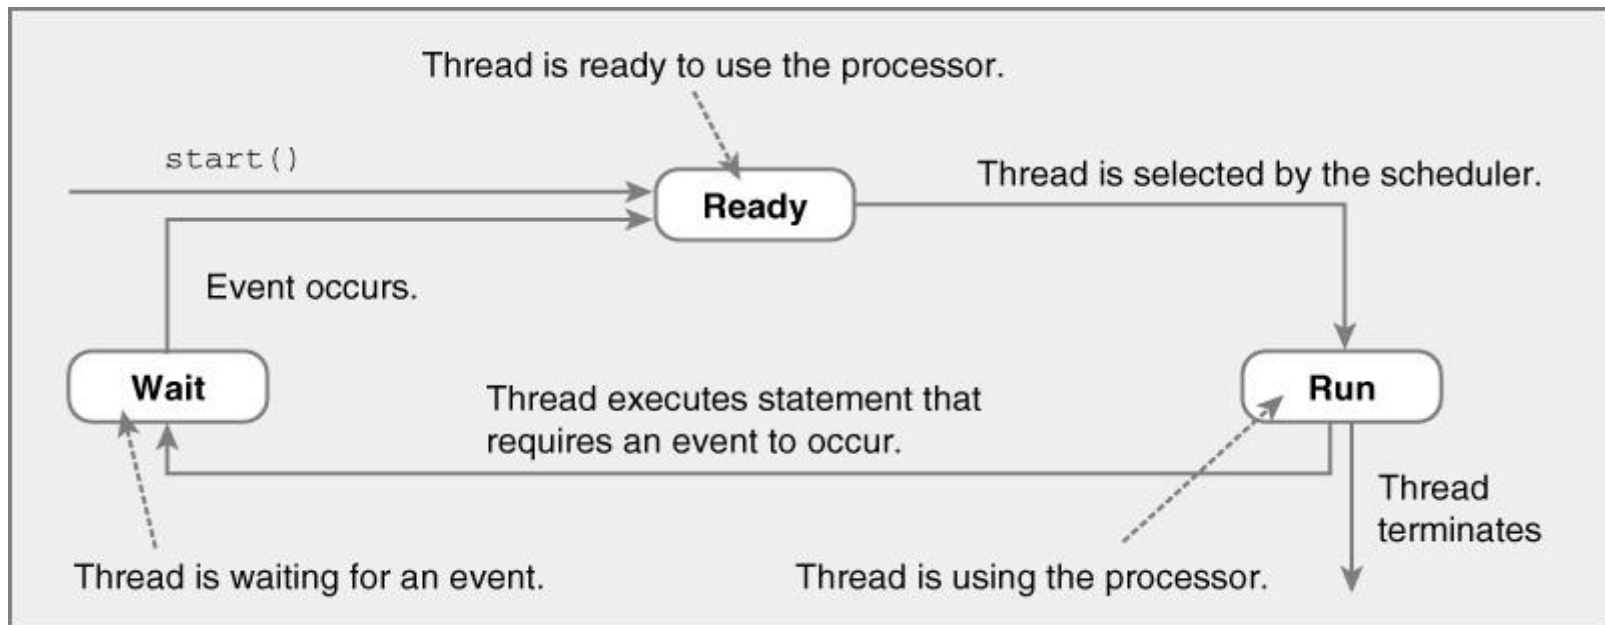 Thread is ready to use the processor.
start()
Thread is selected by the scheduler.
Ready
Event occurs.
Wait
Thread executes statement that
requires an event to occur.
Run
Thread
terminates
Thread is waiting for an event.
Thread is using the processor.